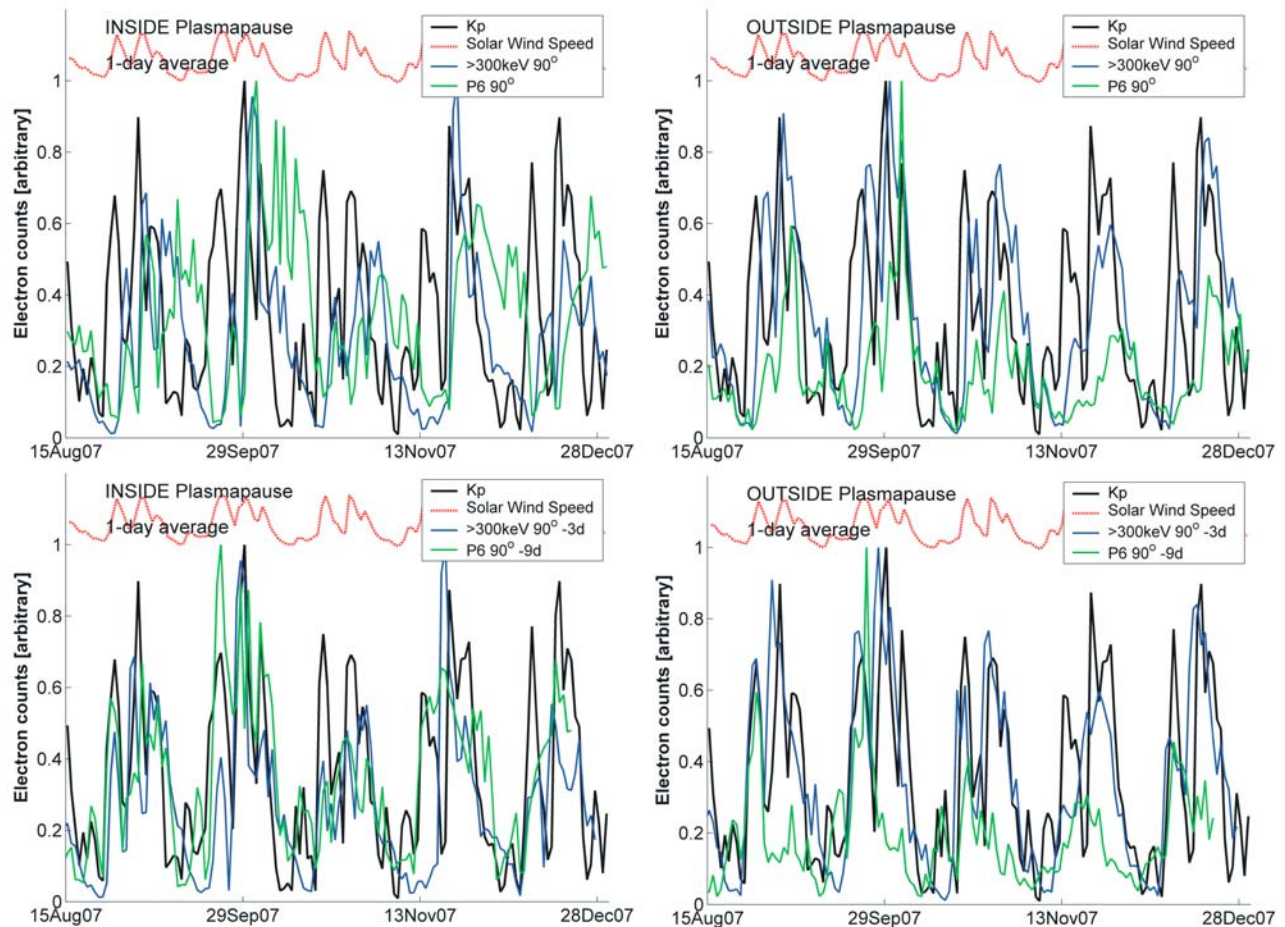 INSIDE Plasmapause
1-day average
Kp
Solar Wind Speed
>300keV 90°
P6 90°
Electron counts [arbitrary]
1
0.8
0.6
0.4
0.2
0
15Aug07 29Sep07 13Nov07 28Dec07
OUTSIDE Plasmapause
1-day average
Kp
Solar Wind Speed
>300keV 90°
P6 90°
Electron counts [arbitrary]
1
0.8
0.6
0.4
0.2
0
15Aug07 29Sep07 13Nov07 28Dec07
INSIDE Plasmapause
1-day average
Kp
Solar Wind Speed
>300keV 90° -3d
P6 90° -9d
Electron counts [arbitrary]
1
0.8
0.6
0.4
0.2
0
15Aug07 29Sep07 13Nov07 28Dec07
OUTSIDE Plasmapause
1-day average
Kp
Solar Wind Speed
>300keV 90° -3d
P6 90° -9d
Electron counts [arbitrary]
1
0.8
0.6
0.4
0.2
0
15Aug07 29Sep07 13Nov07 28Dec07